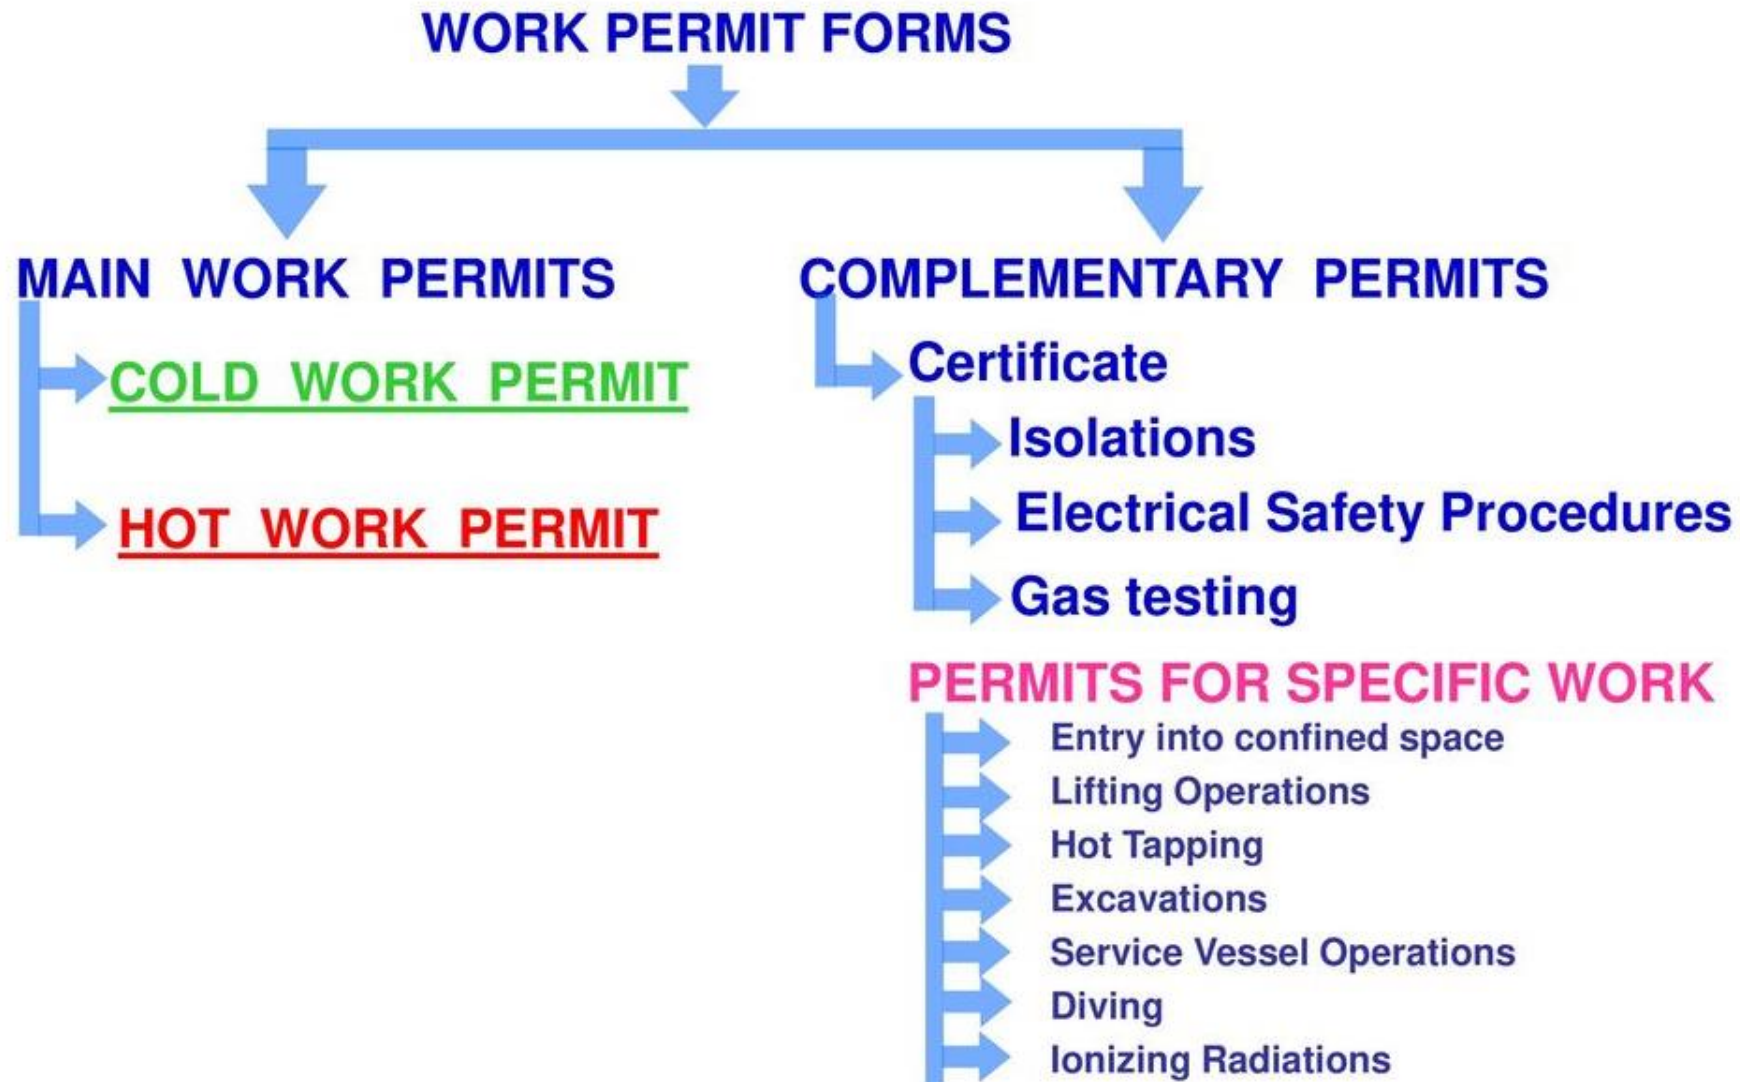 WORK PERMIT FORMS
MAIN WORK PERMITS
COLD WORK PERMIT
HOT WORK PERMIT
COMPLEMENTARY PERMITS
Certificate
Isolations
Electrical Safety Procedures
Gas testing
PERMITS FOR SPECIFIC WORK
Entry into confined space
Lifting Operations
Hot Tapping
Excavations
Service Vessel Operations
Diving
Ionizing Radiations